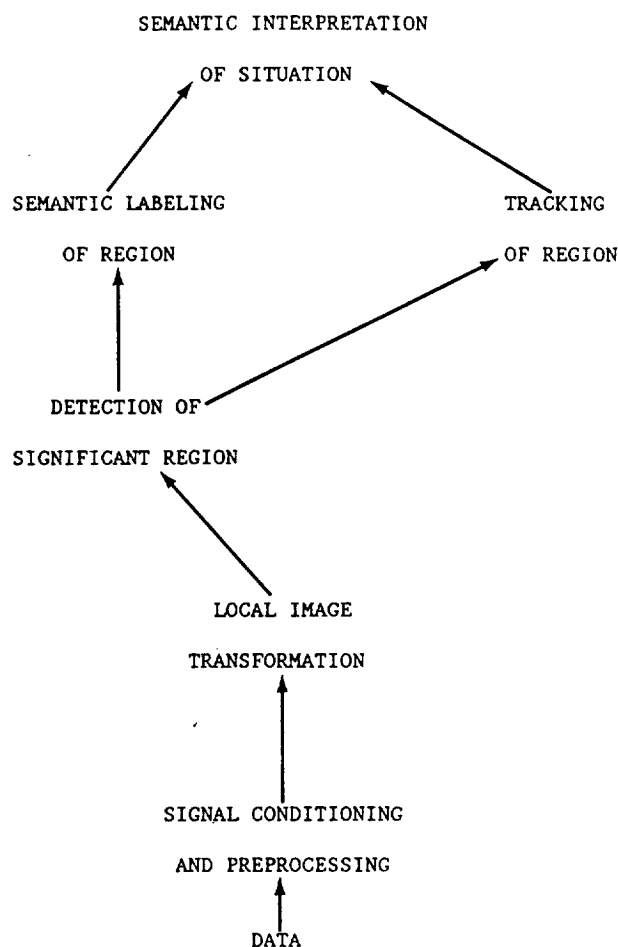 SEMANTIC INTERPRETATION
OF SITUATION
SEMANTIC LABELING
OF REGION
TRACKING
OF REGION
DETECTION OF
SIGNIFICANT REGION
LOCAL IMAGE
TRANSFORMATION
SIGNAL CONDITIONING
AND PREPROCESSING
DATA